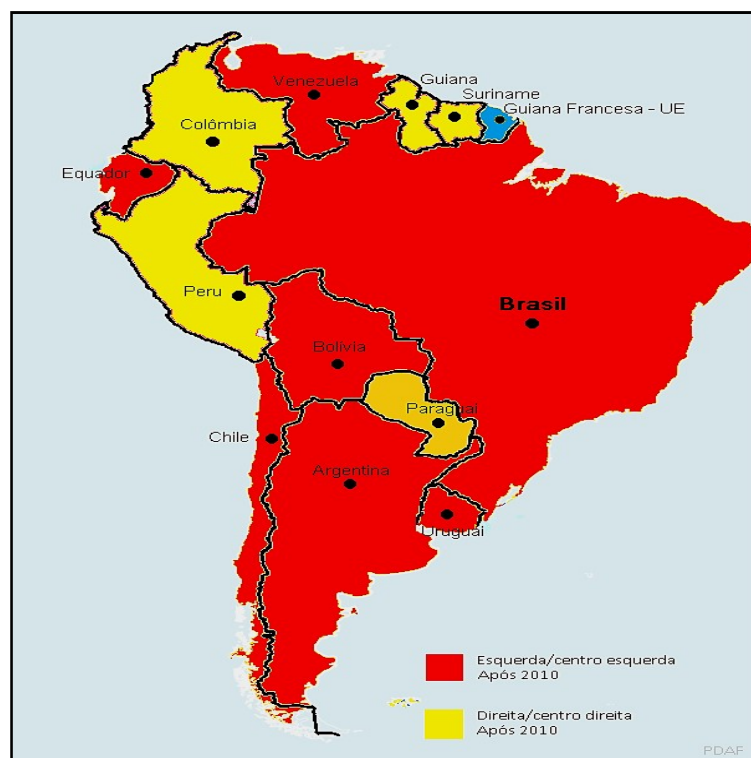 Venezuela
Guiana
Suriname
Guiana Francesa - UE
Colômbia
Equador
Peru
Brasil
Bolívia
Paraguai
Chile
Argentina
Uruguai
Esquerda/centro esquerda
Após 2010
Direita/centro direita
Após 2010
PDAF